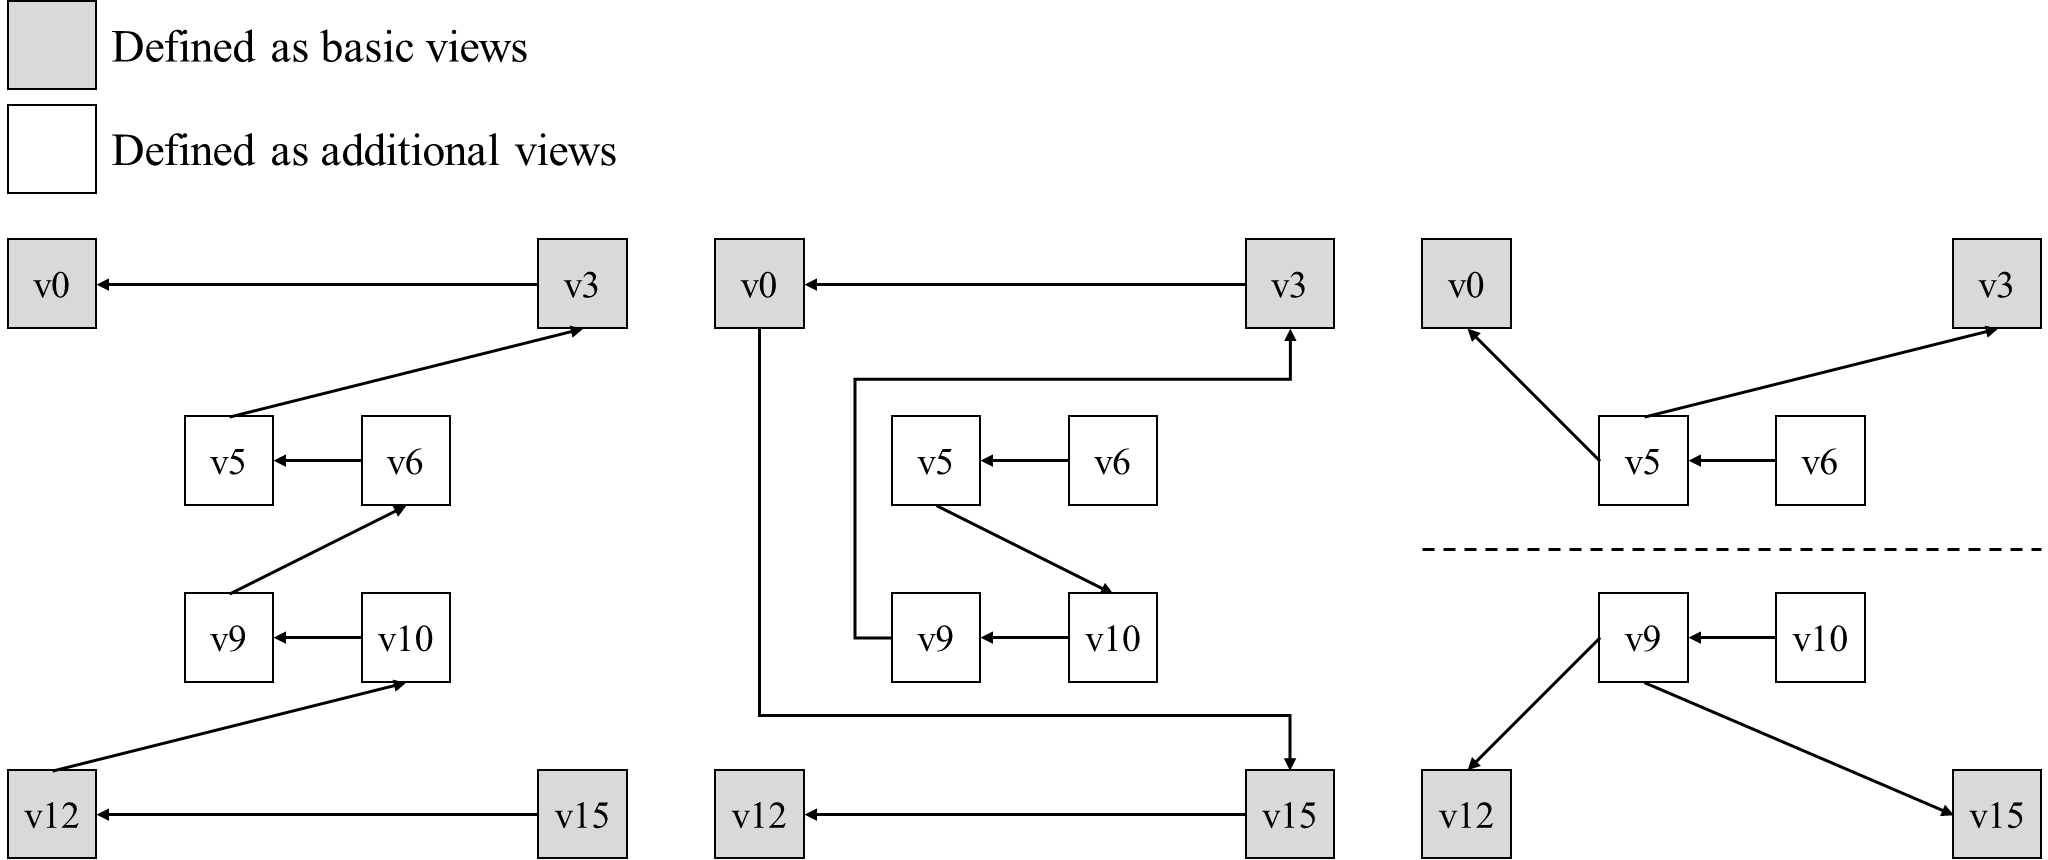 Defined as basic views
Defined as additional views
v0 v3 v0 v3 v0 v3
v5 v6 v5 v6 v5 v6
v9 v10 v9 v10 v9 v10
v12 v15 v12 v15 v12 v15